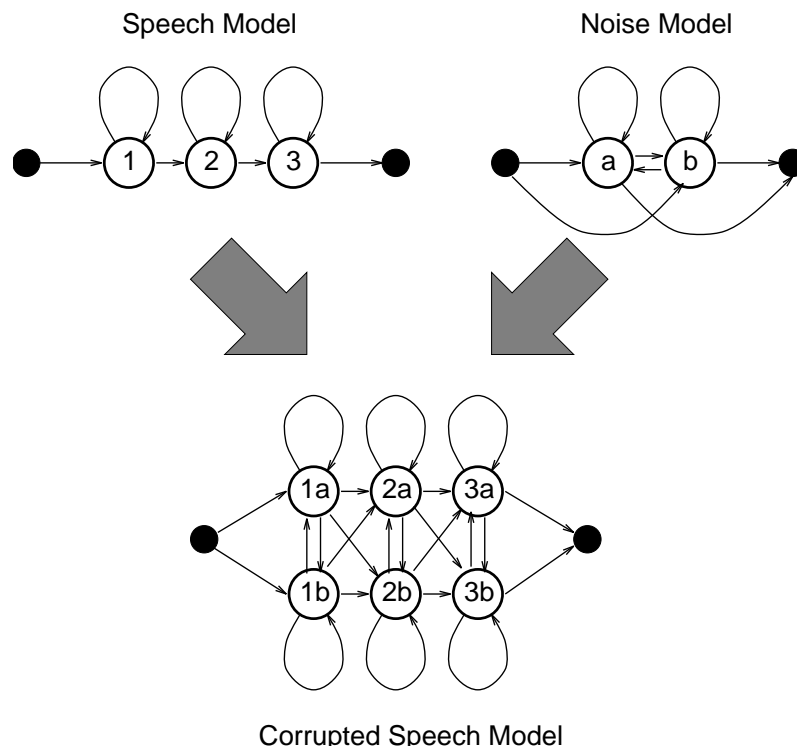 Speech Model
Noise Model
1 2 3
a b
1a 2a 3a
1b 2b 3b
Corrupted Speech Model